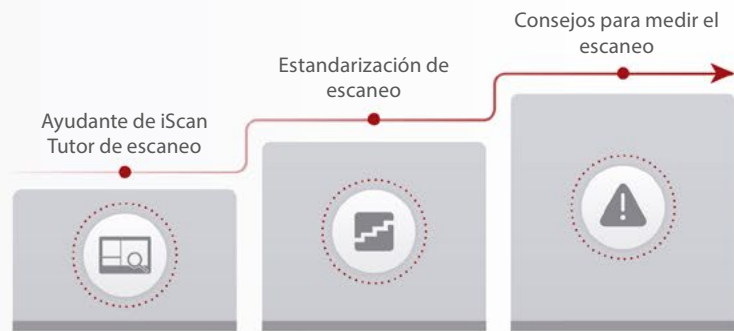 Ayudante de iScan
Tutor de escaneo
Estandarización de
escaneo
Consejos para medir el
escaneo